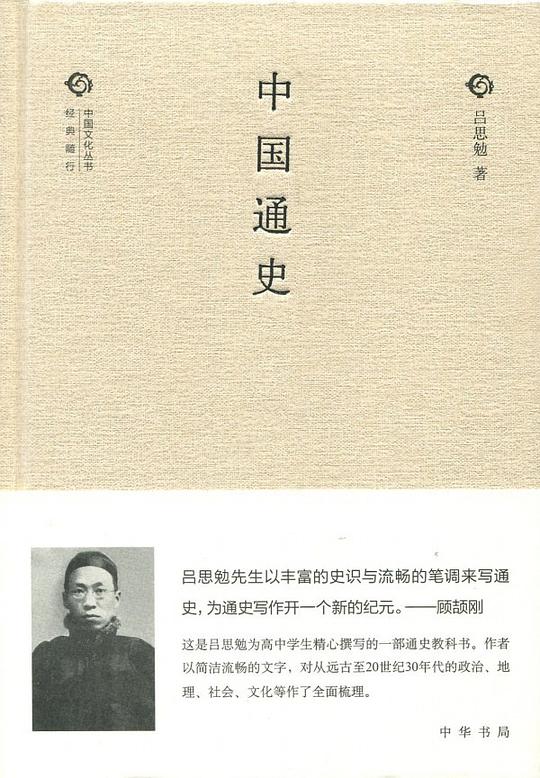 中国通史
吕思勉 著
中国文化丛书
经典随行
吕思勉先生以丰富的史识与流畅的笔调来写通
史，为通史写作开一个新的纪元。——顾颉刚
这是吕思勉为高中学生精心撰写的一部通史教科书。作者
以简洁流畅的文字，对从远古至20世纪30年代的政治、地
理、社会、文化等作了全面梳理。
中华书局